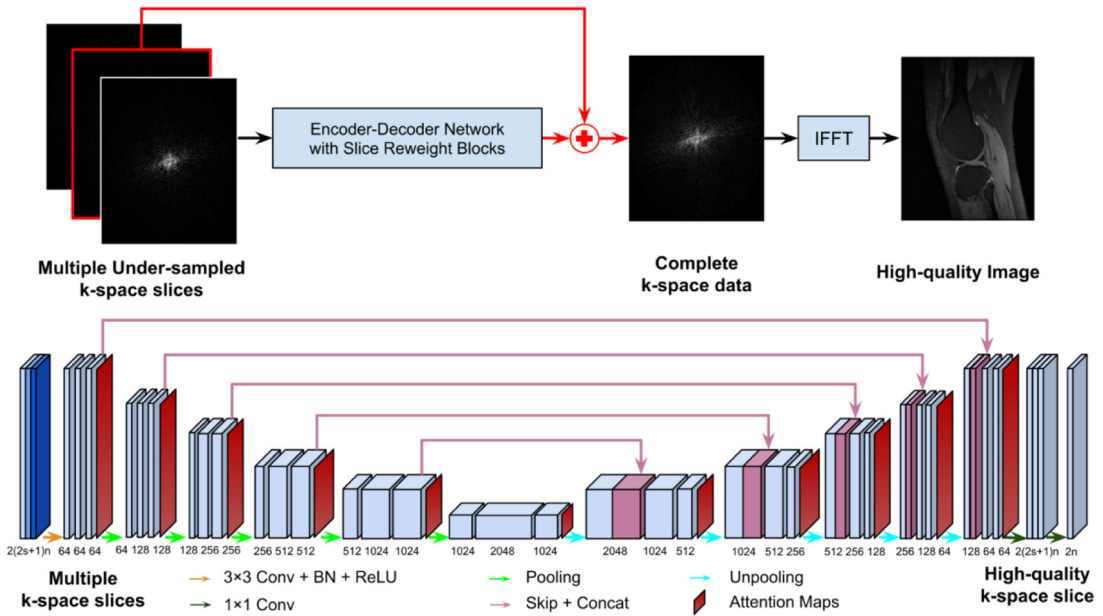 Encoder-Decoder Network
with Slice Reweight Blocks
IFFT
Multiple Under-sampled
k-space slices
Complete
k-space data
High-quality Image
2(2s+1)n
64 64 64
64 128 128
128 256 256
256 512 512
512 1024 1024
1024 2048 1024
2048 1024 512
1024 512 256
512 256 128
256 128 64
128 64 64
2(2s+1)n
2n
Multiple
k-space slices
3×3 Conv + BN + ReLU
1×1 Conv
Pooling
Skip + Concat
Unpooling
Attention Maps
High-quality
k-space slice